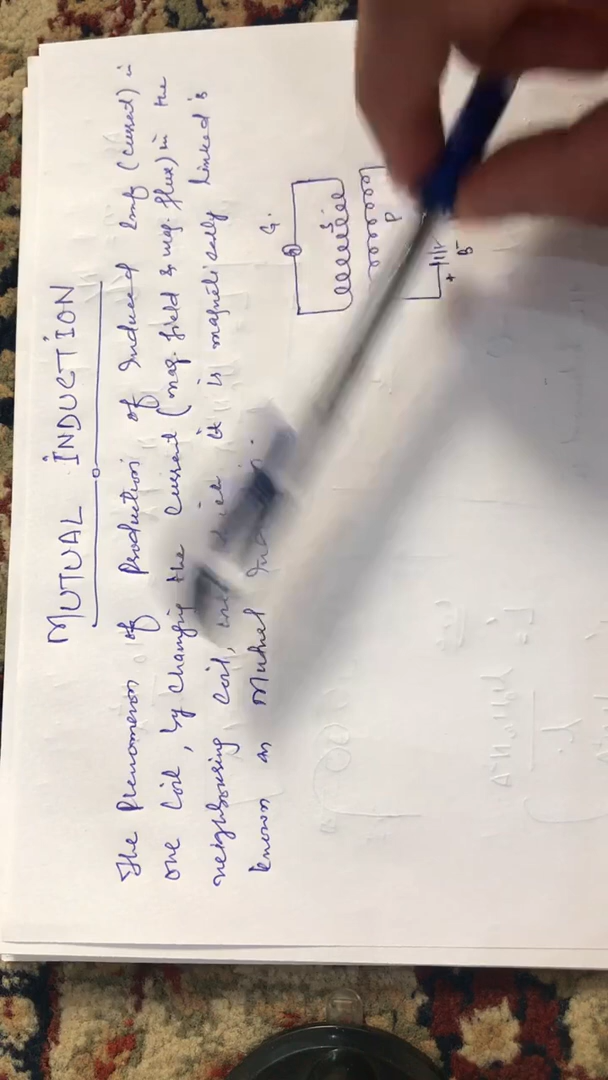 MUTUAL INDUCTION
The Phenomenon of Production of Induced Emf (current) in
one Coil, by changing the current (mag. field & mag. flux) in the
neighbouring coil, it is magnetically linked is
known as Mutual
G.
S
P
+ -
B